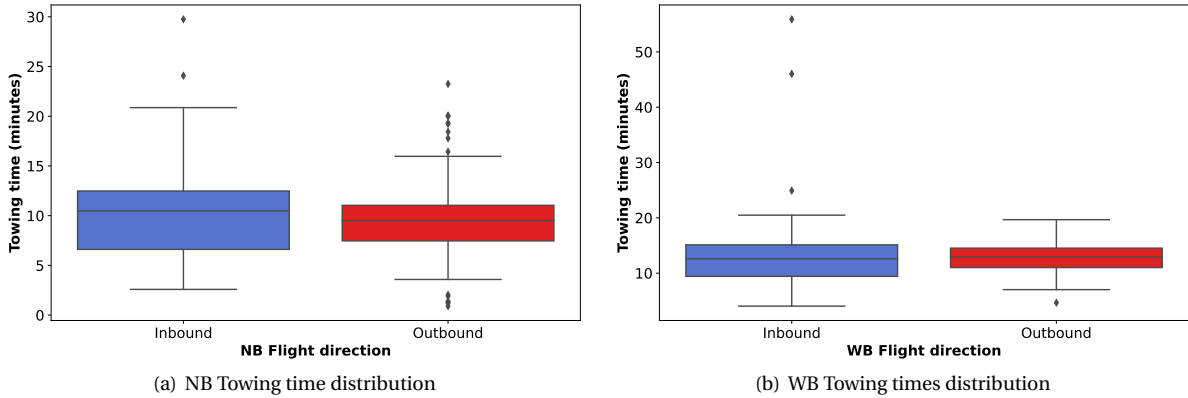 30
25
20
15
10
5
0
Towing time (minutes)
Inbound
Outbound
NB Flight direction
(a) NB Towing time distribution
50
40
30
20
10
Towing time (minutes)
Inbound
Outbound
WB Flight direction
(b) WB Towing times distribution